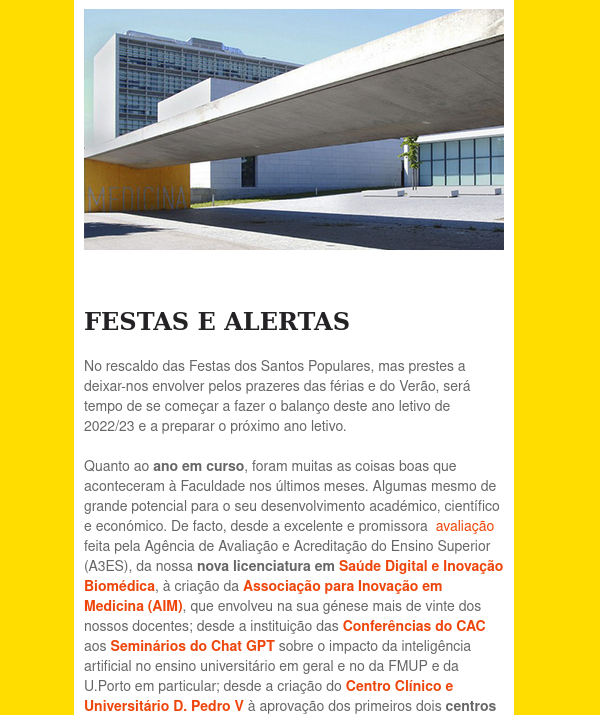 MEDICINA
FESTAS E ALERTAS
No rescaldo das Festas dos Santos Populares, mas prestes a
deixar-nos envolver pelos prazeres das férias e do Verão, será
tempo de se começar a fazer o balanço deste ano letivo de
2022/23 e a preparar o próximo ano letivo.
Quanto ao ano em curso, foram muitas as coisas boas que
aconteceram à Faculdade nos últimos meses. Algumas mesmo de
grande potencial para o seu desenvolvimento académico, científico
e económico. De facto, desde a excelente e promissora avaliação
feita pela Agência de Avaliação e Acreditação do Ensino Superior
(A3ES), da nossa nova licenciatura em Saúde Digital e Inovação
Biomédica, à criação da Associação para Inovação em
Medicina (AIM), que envolveu na sua génese mais de vinte dos
nossos docentes; desde a instituição das Conferências do CAC
aos Seminários do Chat GPT sobre o impacto da inteligência
artificial no ensino universitário em geral e no da FMUP e da
U.Porto em particular; desde a criação do Centro Clínico e
Universitário D. Pedro V à aprovação dos primeiros dois centros